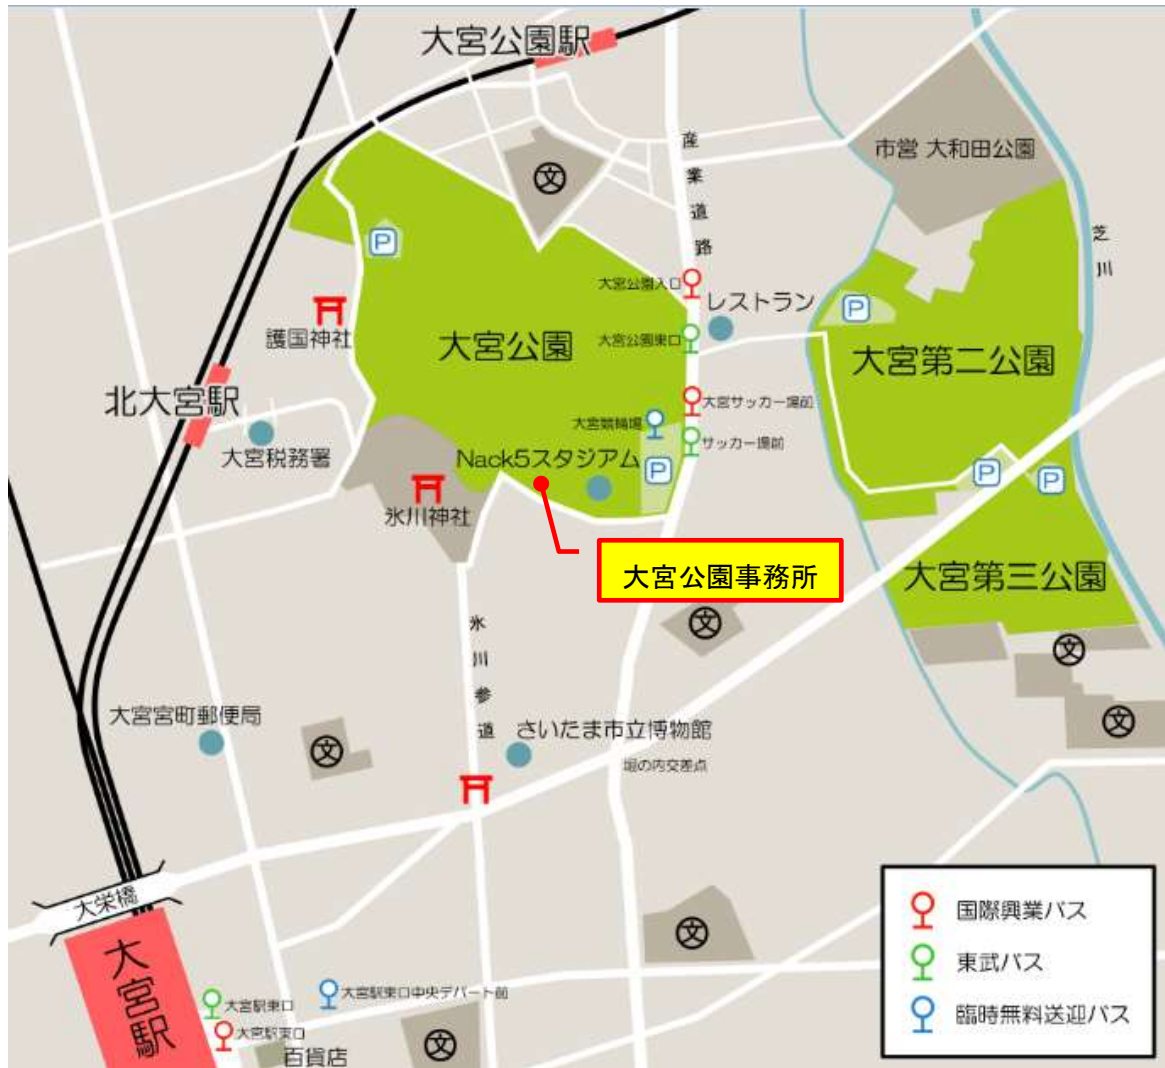 大宮公園駅
産業道路
市営 大和田公園
芝川
P
文
大宮公園入口
レストラン
護国神社
大宮公園
大宮公園東口
P
大宮第二公園
北大宮駅
大宮サッカー場前
大宮競輪場
サッカー場前
大宮税務署
Nack5スタジアム
P
P
P
氷川神社
大宮公園事務所
大宮第三公園
文
文
氷川参道
大宮宮町郵便局
文
さいたま市立博物館
堀の内交差点
文
大栄橋
大宮駅
文
国際興業バス
東武バス
臨時無料送迎バス
大宮駅東口
大宮駅東口中央デパート前
大宮駅東口
百貨店
文